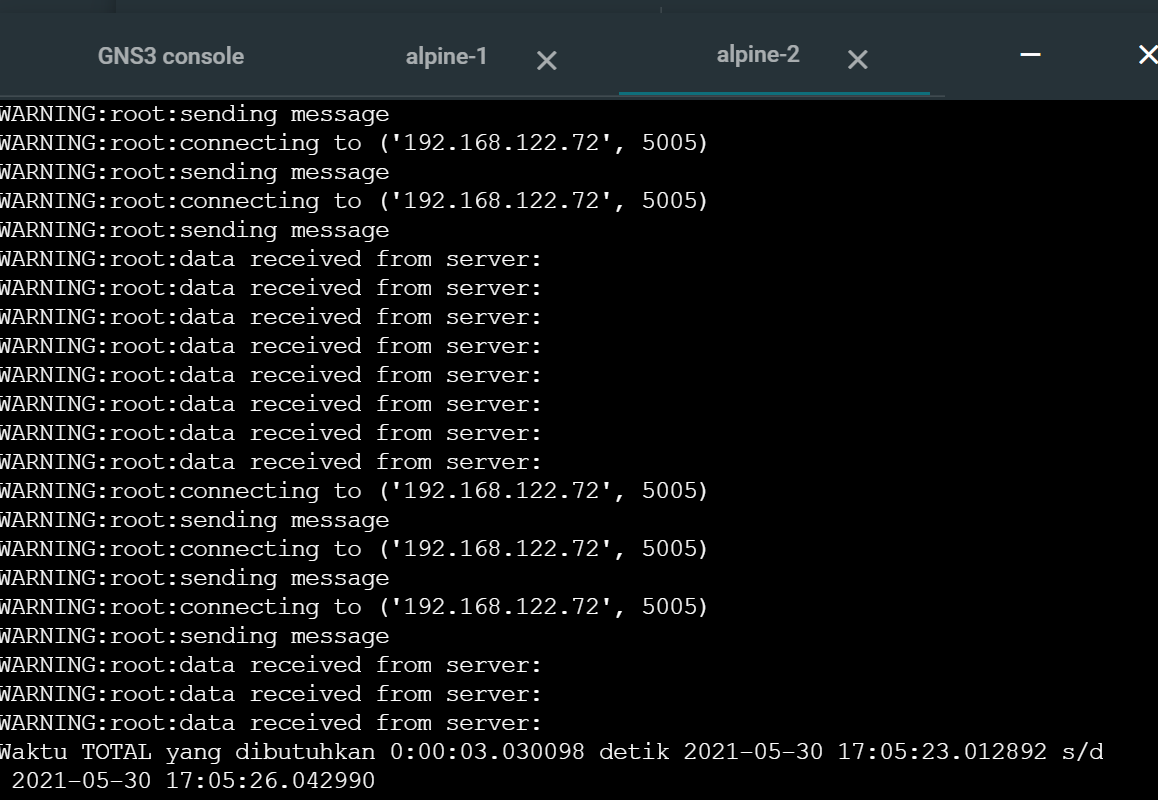 GNS3 console alpine-1 alpine-2
WARNING:root:sending message
WARNING:root:connecting to ('192.168.122.72', 5005)
WARNING:root:sending message
WARNING:root:connecting to ('192.168.122.72', 5005)
WARNING:root:sending message
WARNING:root:data received from server:
WARNING:root:data received from server:
WARNING:root:data received from server:
WARNING:root:data received from server:
WARNING:root:data received from server:
WARNING:root:data received from server:
WARNING:root:data received from server:
WARNING:root:data received from server:
WARNING:root:connecting to ('192.168.122.72', 5005)
WARNING:root:sending message
WARNING:root:connecting to ('192.168.122.72', 5005)
WARNING:root:sending message
WARNING:root:connecting to ('192.168.122.72', 5005)
WARNING:root:sending message
WARNING:root:data received from server:
WARNING:root:data received from server:
WARNING:root:data received from server:
Waktu TOTAL yang dibutuhkan 0:00:03.030098 detik 2021-05-30 17:05:23.012892 s/d
2021-05-30 17:05:26.042990